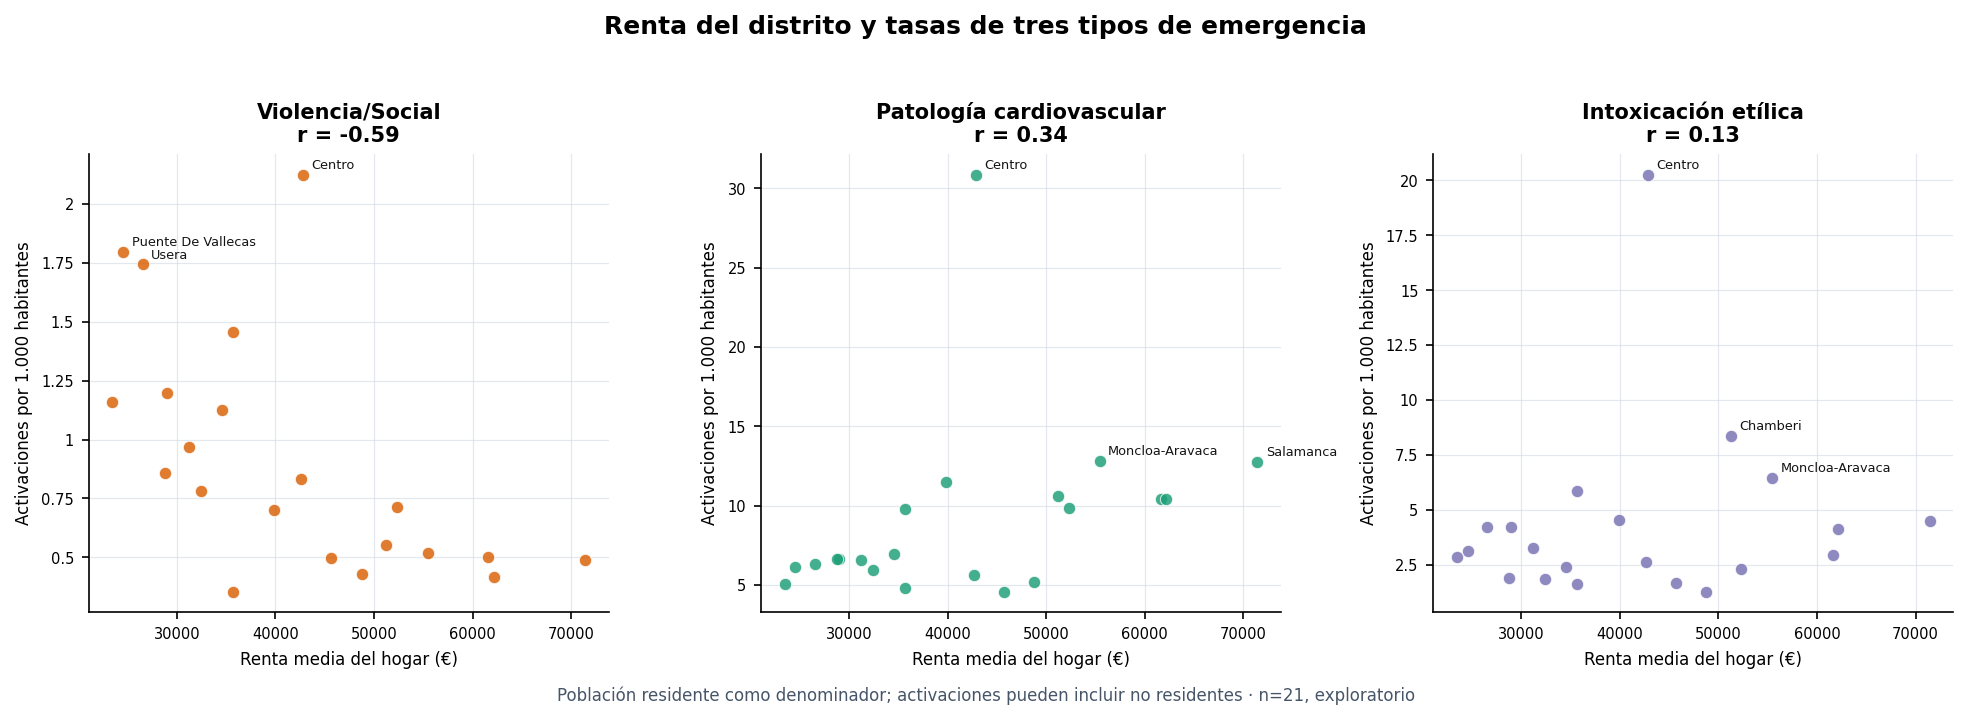 Renta del distrito y tasas de tres tipos de emergencia
Violencia/Social
r = -0.59
Activaciones por 1.000 habitantes
2
1.75
1.5
1.25
1
0.75
0.5
Centro
Puente De Vallecas
Usera
30000 40000 50000 60000 70000
Renta media del hogar (€)
Patología cardiovascular
r = 0.34
Activaciones por 1.000 habitantes
30
25
20
15
10
5
Centro
Moncloa-Aravaca
Salamanca
30000 40000 50000 60000 70000
Renta media del hogar (€)
Intoxicación etílica
r = 0.13
Activaciones por 1.000 habitantes
20
17.5
15
12.5
10
7.5
5
2.5
Centro
Chamberi
Moncloa-Aravaca
30000 40000 50000 60000 70000
Renta media del hogar (€)
Población residente como denominador; activaciones pueden incluir no residentes · n=21, exploratorio